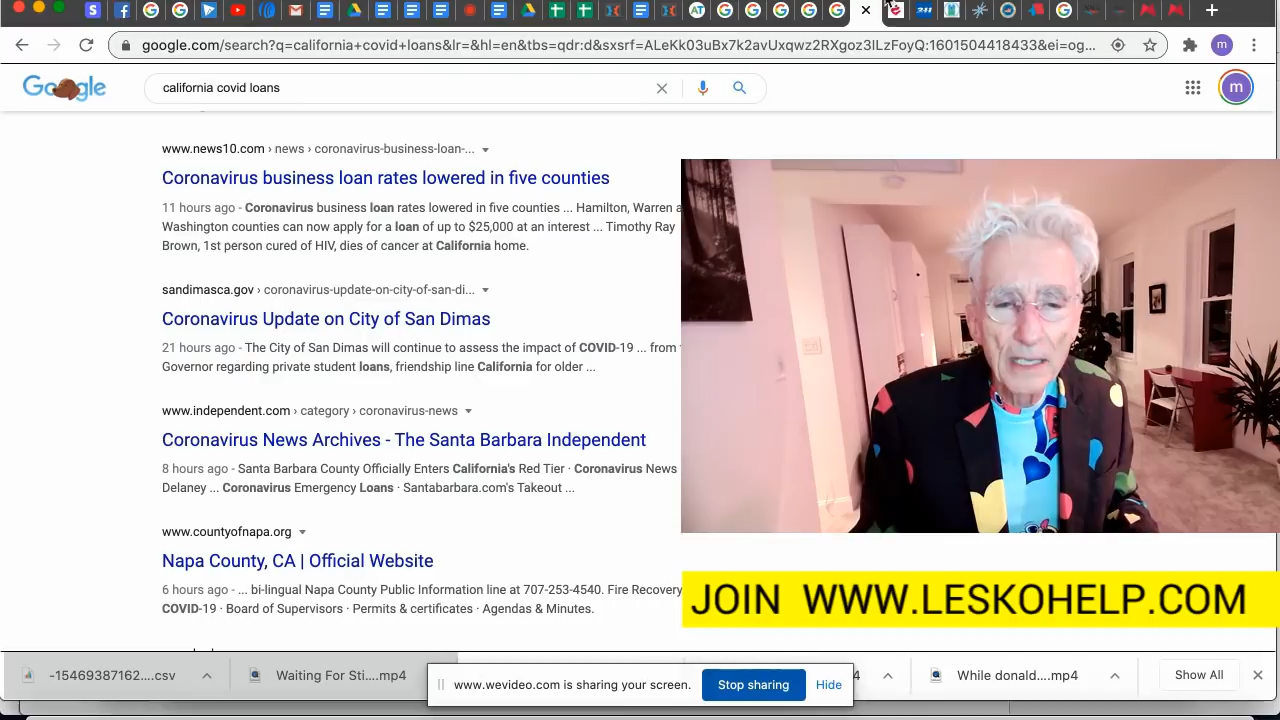 google.com/search?q=california+covid+loans&lr=&hl=en&tbs=qdr:d&sxsrf=ALeKk03uBx7k2avUxqwz2RXgoz3lLzFoyQ:1601504418433&ei=og...
m
Google
california covid loans
m
www.news10.com › news › coronavirus-business-loan-...
Coronavirus business loan rates lowered in five counties
11 hours ago - Coronavirus business loan rates lowered in five counties ... Hamilton, Warren a
Washington counties can now apply for a loan of up to $25,000 at an interest ... Timothy Ray
Brown, 1st person cured of HIV, dies of cancer at California home.
sandimasca.gov › coronavirus-update-on-city-of-san-di...
Coronavirus Update on City of San Dimas
21 hours ago - The City of San Dimas will continue to assess the impact of COVID-19 ... from
Governor regarding private student loans, friendship line California for older ...
www.independent.com › category › coronavirus-news
Coronavirus News Archives - The Santa Barbara Independent
8 hours ago - Santa Barbara County Officially Enters California's Red Tier · Coronavirus News
Delaney ... Coronavirus Emergency Loans · Santabarbara.com's Takeout ...
www.countyofnapa.org
Napa County, CA | Official Website
6 hours ago - ... bi-lingual Napa County Public Information line at 707-253-4540. Fire Recovery
COVID-19 · Board of Supervisors · Permits & certificates · Agendas & Minutes.
JOIN WWW.LESKOHELP.COM
-15469387162....csv
Waiting For Sti....mp4
www.wevideo.com is sharing your screen.
Stop sharing
Hide
4
While donald....mp4
Show All